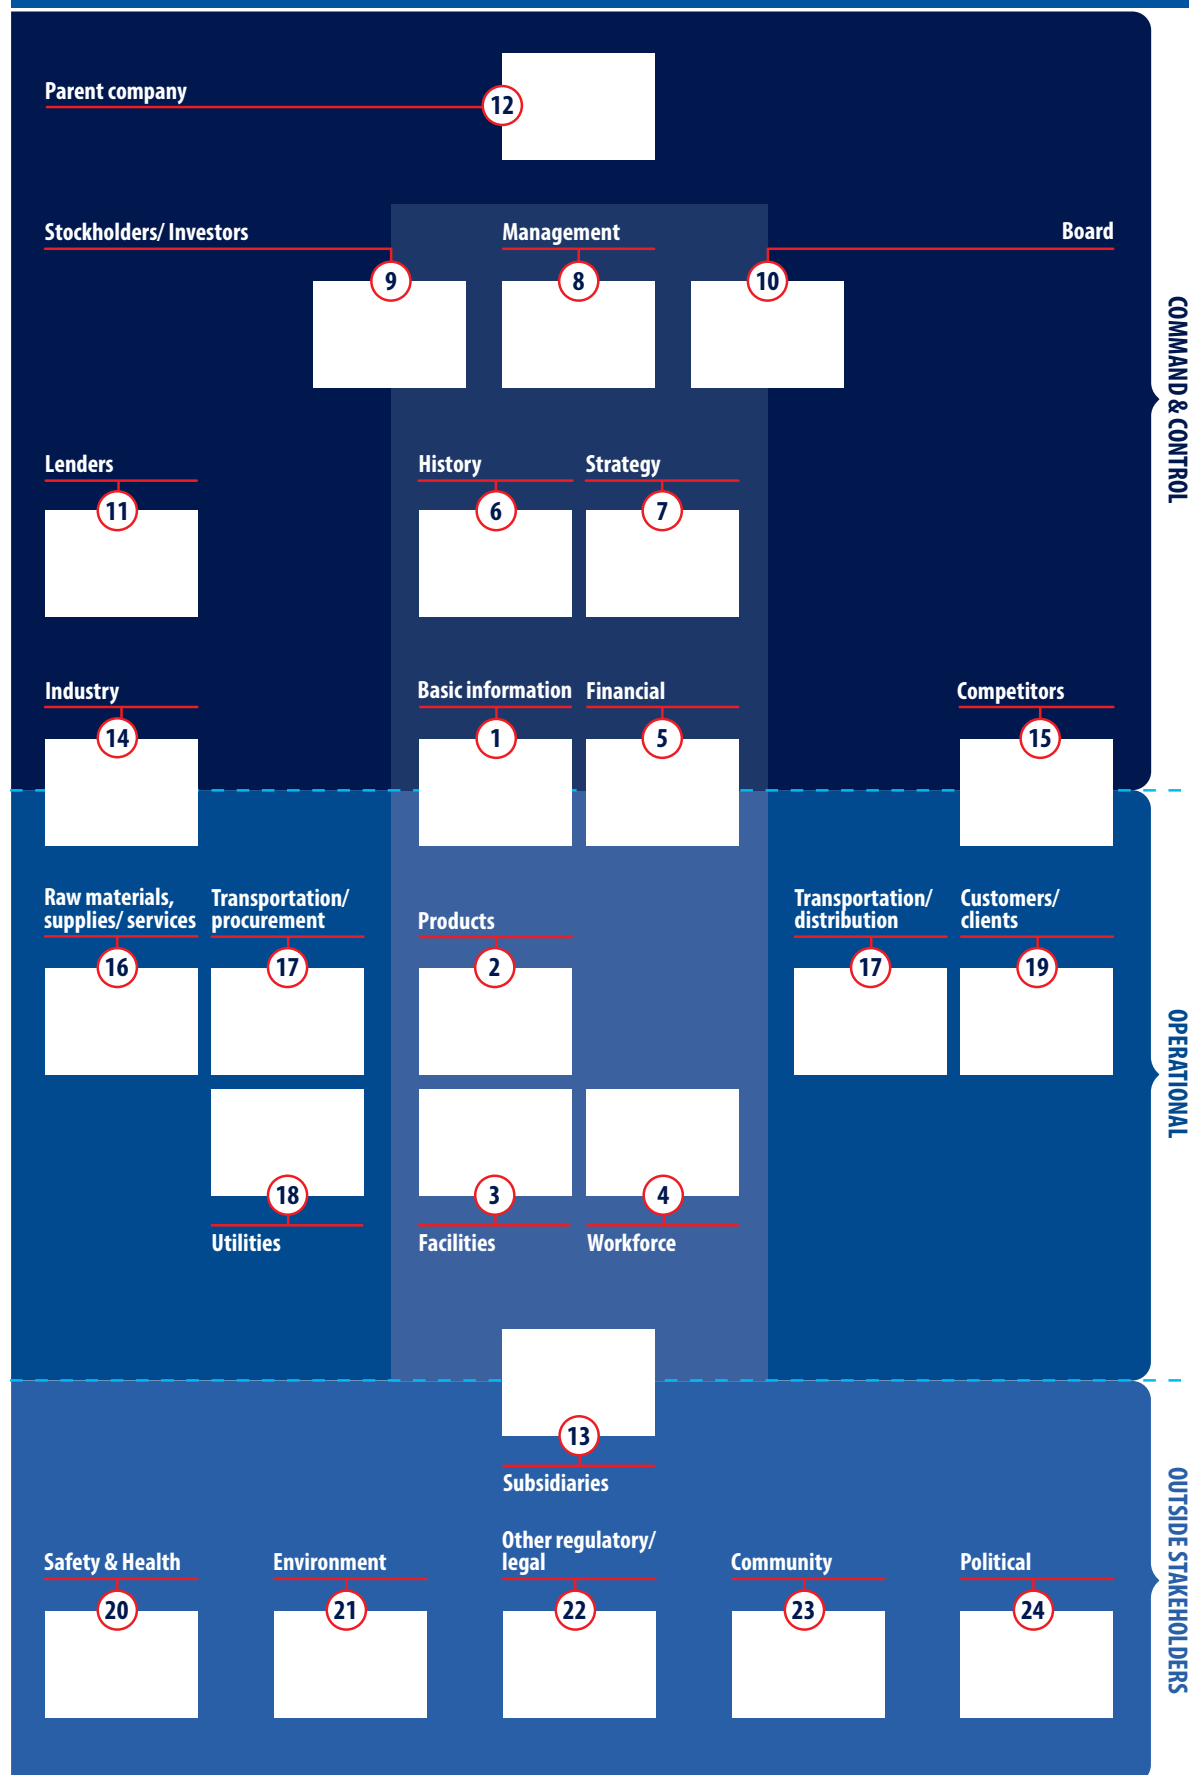 Parent company
12
Stockholders/ Investors
Management
Board
9
8
10
COMMAND & CONTROL
Lenders
History
Strategy
11
6
7
Industry
Basic information
Financial
Competitors
14
1
5
15
Raw materials,
supplies/ services
Transportation/
procurement
Products
Transportation/
distribution
Customers/
clients
16
17
2
17
19
OPERATIONAL
18
3
4
Utilities
Facilities
Workforce
13
Subsidiaries
Safety & Health
Environment
Other regulatory/
legal
Community
Political
20
21
22
23
24
OUTSIDE STAKEHOLDERS